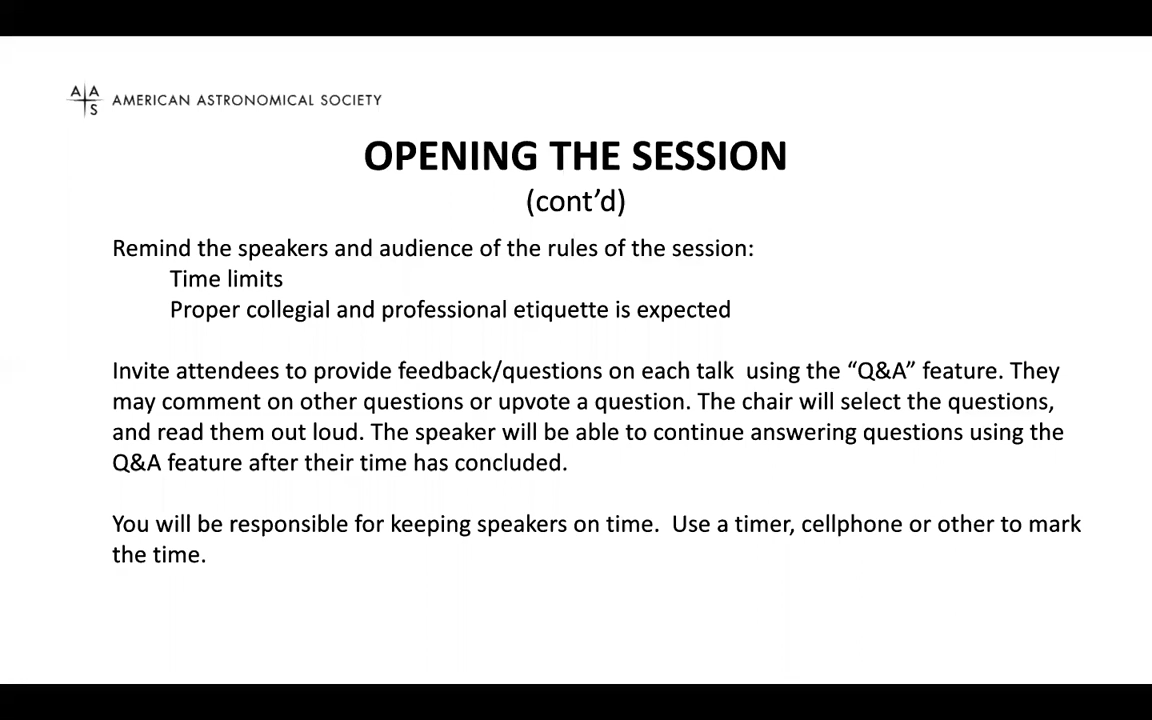 AAS AMERICAN ASTRONOMICAL SOCIETY
OPENING THE SESSION
(cont’d)
Remind the speakers and audience of the rules of the session:
Time limits
Proper collegial and professional etiquette is expected
Invite attendees to provide feedback/questions on each talk  using the “Q&A” feature. They
may comment on other questions or upvote a question. The chair will select the questions,
and read them out loud. The speaker will be able to continue answering questions using the
Q&A feature after their time has concluded.
You will be responsible for keeping speakers on time.  Use a timer, cellphone or other to mark
the time.